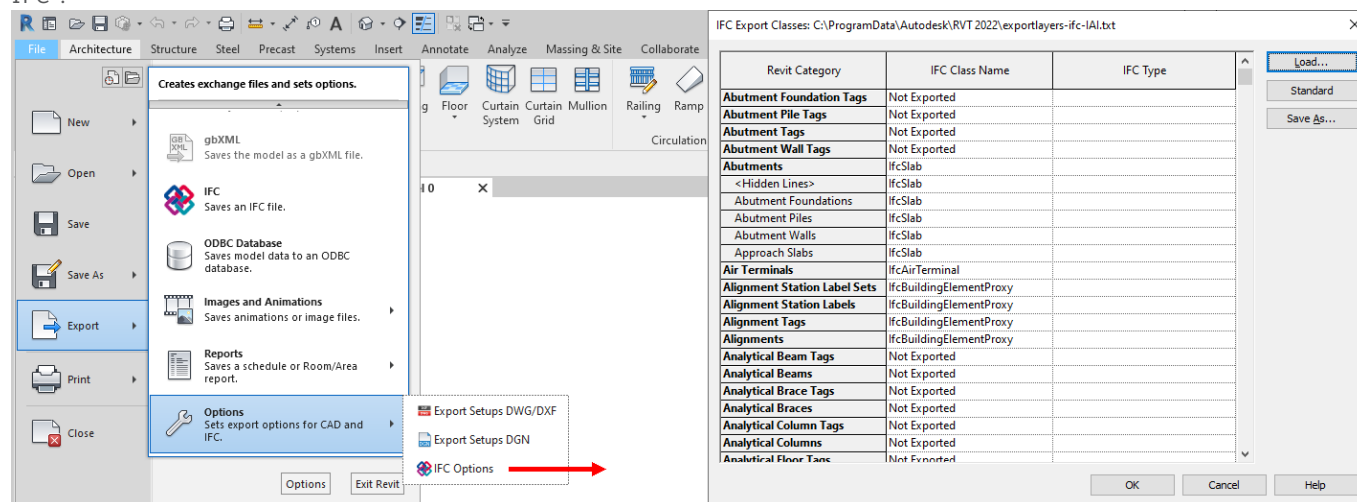 IFC .
File Architecture Structure Steel Precast Systems Insert Annotate Analyze Massing & Site Collaborate
Creates exchange files and sets options.
New
Open
Save
Save As
Export
Print
Close
gbXML
Saves the model as a gbXML file.
IFC
Saves an IFC file.
ODBC Database
Saves model data to an ODBC
database.
Images and Animations
Saves animations or image files.
Reports
Saves a schedule or Room/Area
report.
Options
Sets export options for CAD and
IFC.
Options Exit Revit
Export Setups DWG/DXF
Export Setups DGN
IFC Options
Floor Curtain Curtain Mullion Railing Ramp
System Grid
Circulation
IFC Export Classes: C:\ProgramData\Autodesk\RVT 2022\exportlayers-ifc-IAI.txt
Revit Category IFC Class Name IFC Type
Abutment Foundation Tags Not Exported
Abutment Pile Tags Not Exported
Abutment Tags Not Exported
Abutment Wall Tags Not Exported
Abutments IfcSlab
<Hidden Lines> IfcSlab
Abutment Foundations IfcSlab
Abutment Piles IfcSlab
Abutment Walls IfcSlab
Approach Slabs IfcSlab
Air Terminals IfcAirTerminal
Alignment Station Label Sets IfcBuildingElementProxy
Alignment Station Labels IfcBuildingElementProxy
Alignment Tags IfcBuildingElementProxy
Alignments IfcBuildingElementProxy
Analytical Beam Tags Not Exported
Analytical Beams Not Exported
Analytical Brace Tags Not Exported
Analytical Braces Not Exported
Analytical Column Tags Not Exported
Analytical Columns Not Exported
Analytical Floor Tags Not Exported
Load...
Standard
Save As...
OK Cancel Help